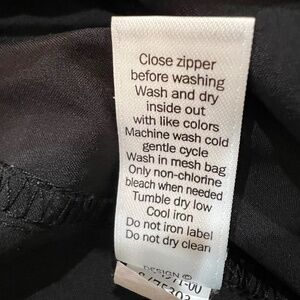 Close zipper
before washing
Wash and dry
inside out
with like colors
Machine wash cold
gentle cycle
Wash in mesh bag
Only non-chlorine
bleach when needed
Tumble dry low
Cool iron
Do not iron label
Do not dry clean
DESIGN ©